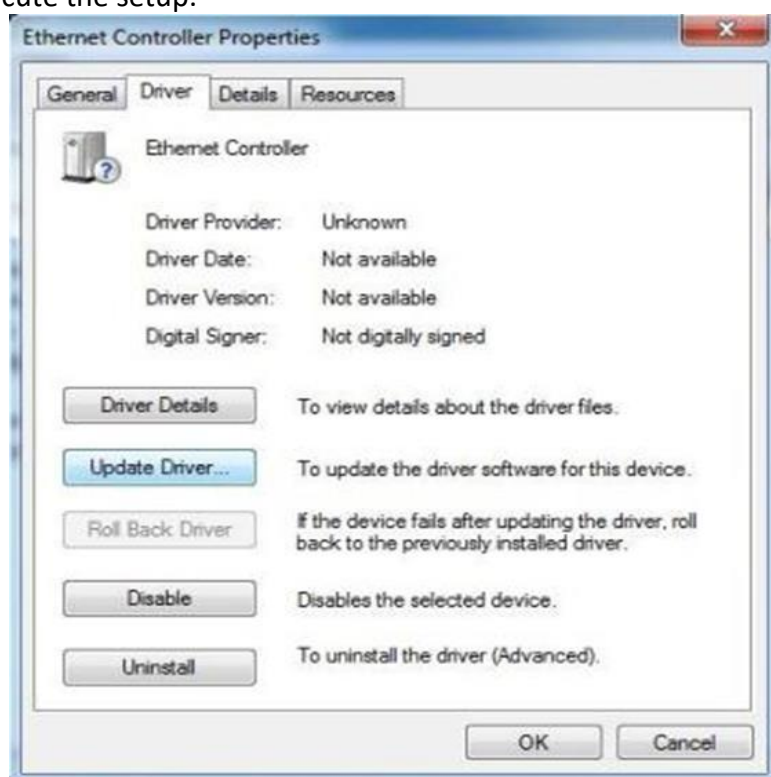 cute the setup.
Ethernet Controller Properties
General Driver Details Resources
Ethernet Controller
Driver Provider: Unknown
Driver Date: Not available
Driver Version: Not available
Digital Signer: Not digitally signed
Driver Details To view details about the driver files.
Update Driver... To update the driver software for this device.
Roll Back Driver If the device fails after updating the driver, roll
back to the previously installed driver.
Disable Disables the selected device.
Uninstall To uninstall the driver (Advanced).
OK Cancel